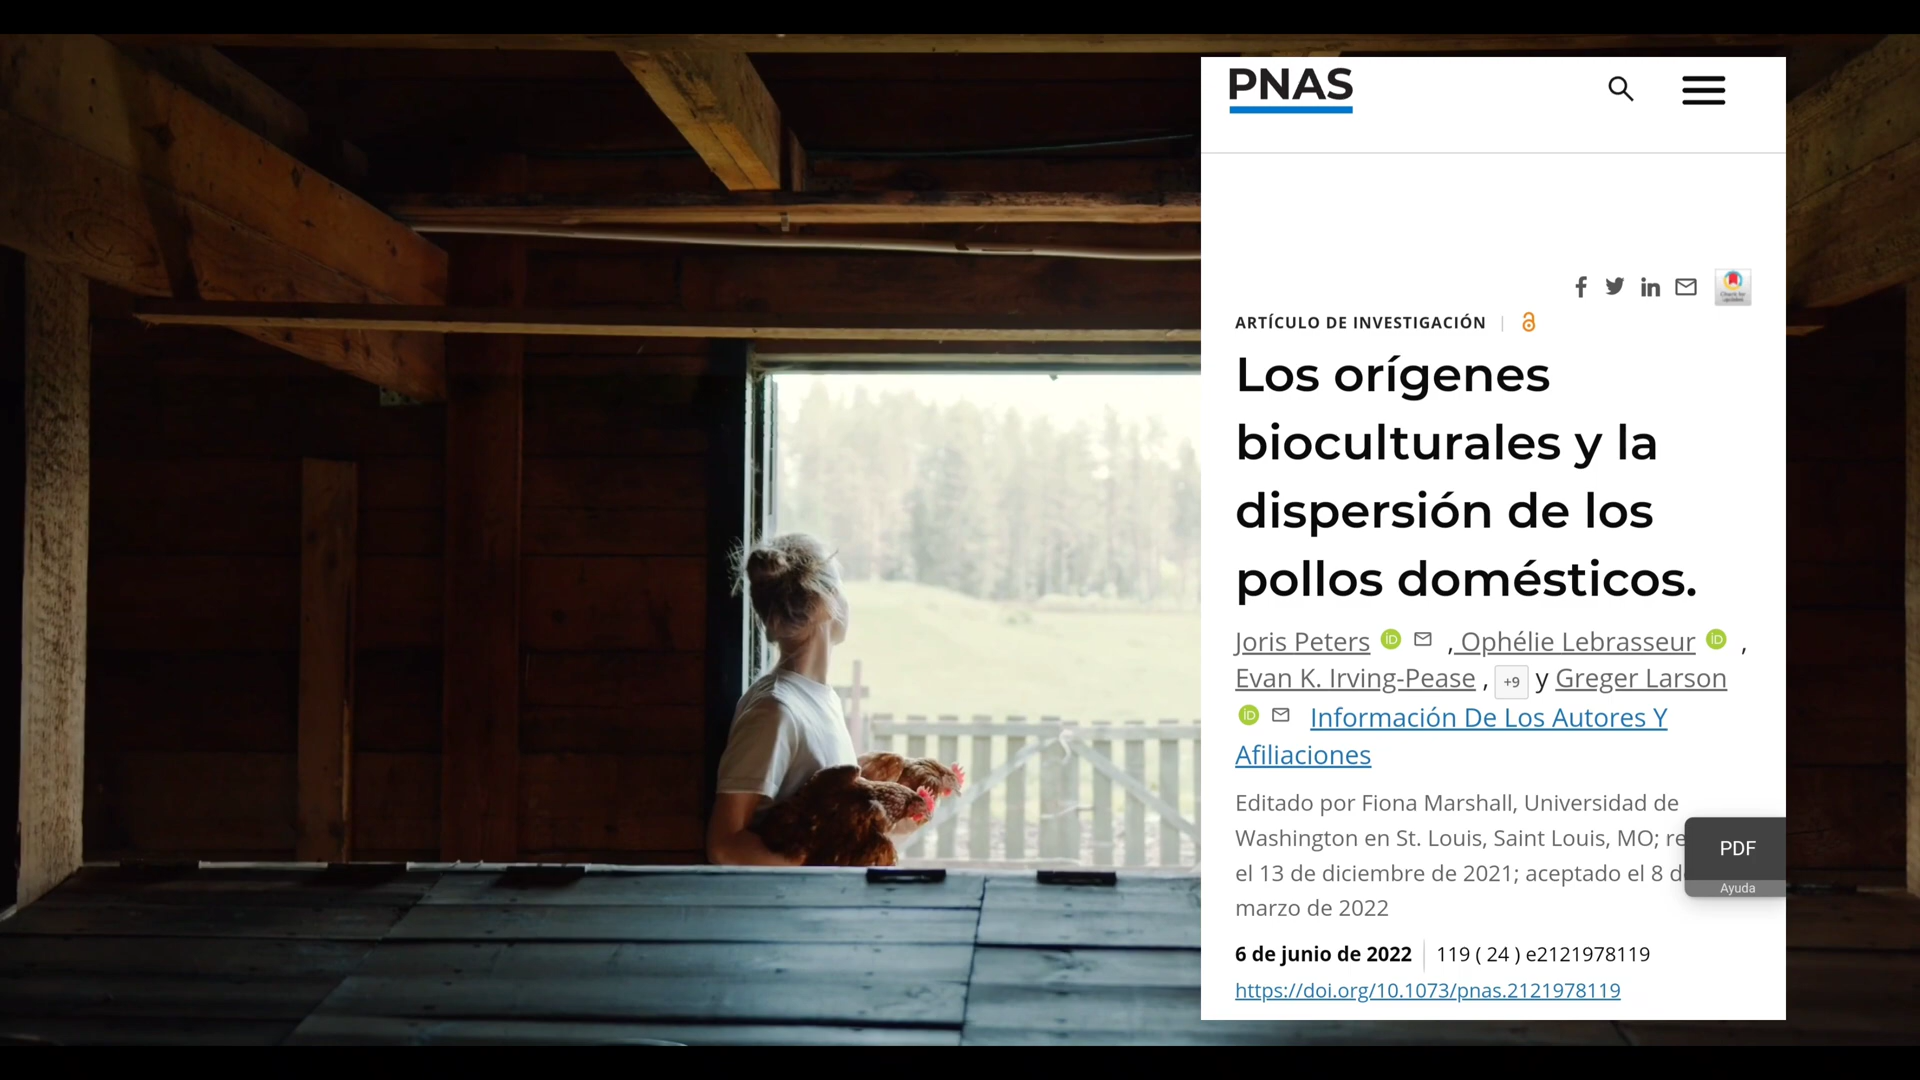 PNAS
ARTÍCULO DE INVESTIGACIÓN
Los orígenes
bioculturales y la
dispersión de los
pollos domésticos.
Joris Peters , Ophélie Lebrasseur ,
Evan K. Irving-Pease , +9 y Greger Larson
Información De Los Autores Y
Afiliaciones
Editado por Fiona Marshall, Universidad de
Washington en St. Louis, Saint Louis, MO;
el 13 de diciembre de 2021; aceptado el 8
marzo de 2022
PDF
Ayuda
6 de junio de 2022 119 ( 24 ) e2121978119
https://doi.org/10.1073/pnas.2121978119